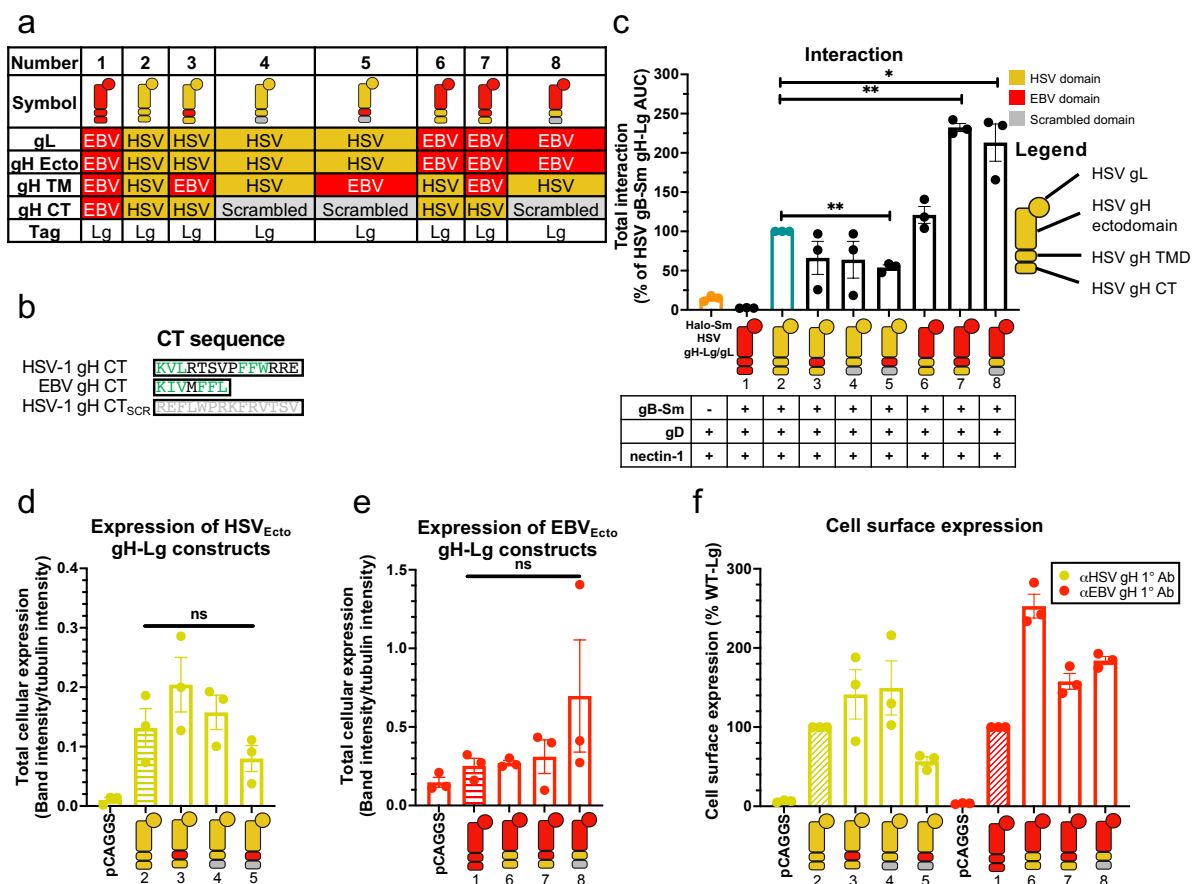 a
Number 1 2 3 4 5 6 7 8
Symbol
gL EBV HSV HSV HSV HSV EBV EBV EBV
gH Ecto EBV HSV HSV HSV HSV EBV EBV EBV
gH TM EBV HSV EBV HSV EBV HSV EBV HSV
gH CT EBV HSV HSV Scrambled Scrambled HSV HSV Scrambled
Tag Lg Lg Lg Lg Lg Lg Lg Lg
b
CT sequence
HSV-1 gH CT KVLRTSVPFFWRRE
EBV gH CT KIVMFFL
HSV-1 gH CTSCR REFLWPRKFRVTSV
c
Interaction
Total interaction
(% of HSV gB-Sm gH-Lg AUC)
300
250
200
150
100
50
0
*
**
**
HSV domain
EBV domain
Scrambled domain
Legend
HSV gL
HSV gH
ectodomain
HSV gH TMD
HSV gH CT
Halo-Sm
HSV
gH-Lg/gL
1 2 3 4 5 6 7 8
gB-Sm - + + + + + + + +
gD + + + + + + + + +
nectin-1 + + + + + + + + +
d
Expression of HSVEcto
gH-Lg constructs
Total cellular expression
(Band intensity/tubulin intensity)
0.4
0.3
0.2
0.1
0.0
ns
pCAGGS
2 3 4 5
e
Expression of EBVEcto
gH-Lg constructs
Total cellular expression
(Band intensity/tubulin intensity)
1.5
1.0
0.5
0.0
ns
pCAGGS
1 6 7 8
f
Cell surface expression
Cell surface expression (% WT-Lg)
300
200
100
0
αHSV gH 1° Ab
αEBV gH 1° Ab
pCAGGS
2 3 4 5
pCAGGS
1 6 7 8